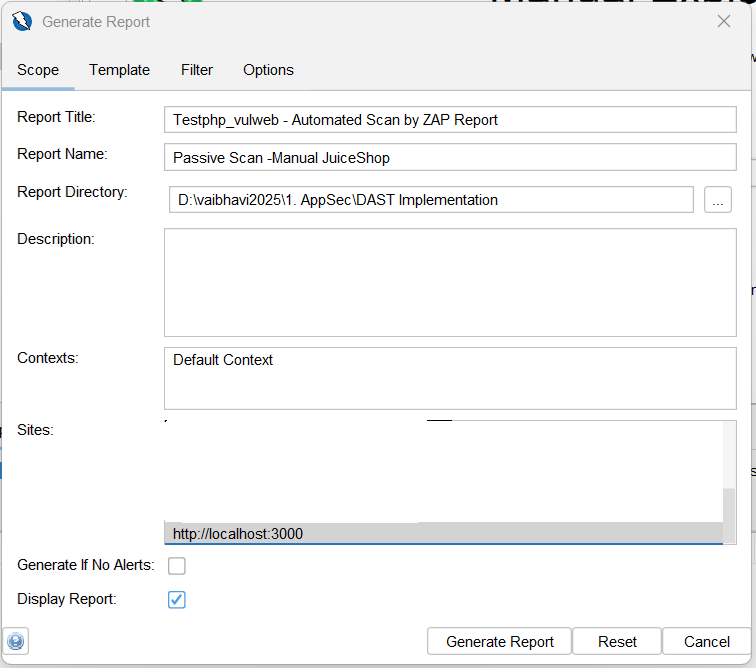 Generate Report
Scope Template Filter Options
Report Title: Testphp_vulweb - Automated Scan by ZAP Report
Report Name: Passive Scan -Manual JuiceShop
Report Directory: D:\vaibhavi2025\1. AppSec\DAST Implementation ...
Description:
Contexts: Default Context
Sites:
http://localhost:3000
Generate If No Alerts:
Display Report:
Generate Report Reset Cancel